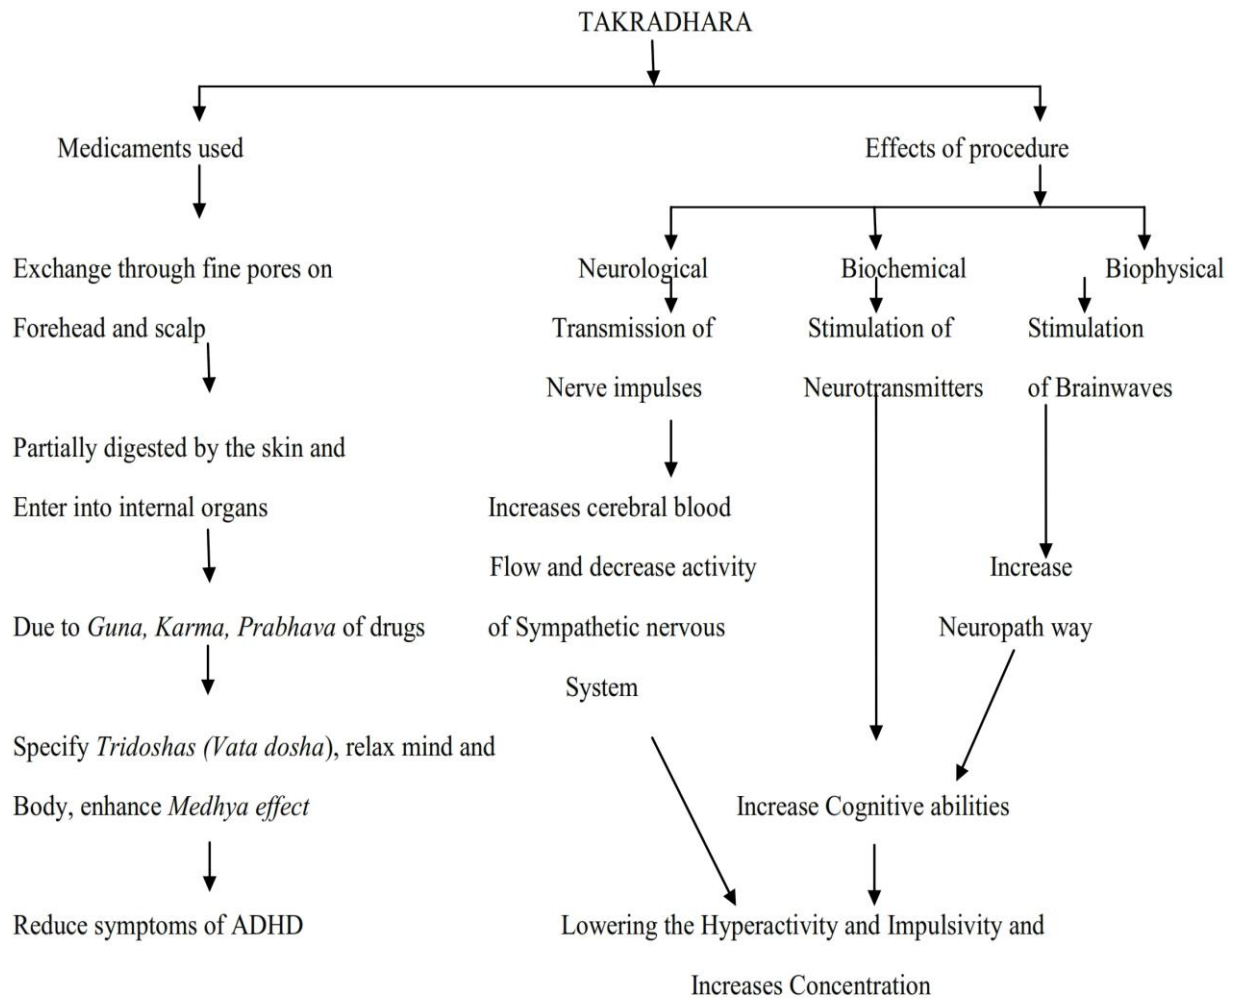 TAKRADHARA
Medicaments used
Effects of procedure
Exchange through fine pores on
Forehead and scalp
Partially digested by the skin and
Enter into internal organs
Due to Guna, Karma, Prabhava of drugs
Specify Tridoshas (Vata dosha), relax mind and
Body, enhance Medhya effect
Reduce symptoms of ADHD
Neurological
Transmission of
Nerve impulses
Increases cerebral blood
Flow and decrease activity
of Sympathetic nervous
System
Biochemical
Stimulation of
Neurotransmitters
Biophysical
Stimulation
of Brainwaves
Increase
Neuropath way
Increase Cognitive abilities
Lowering the Hyperactivity and Impulsivity and
Increases Concentration